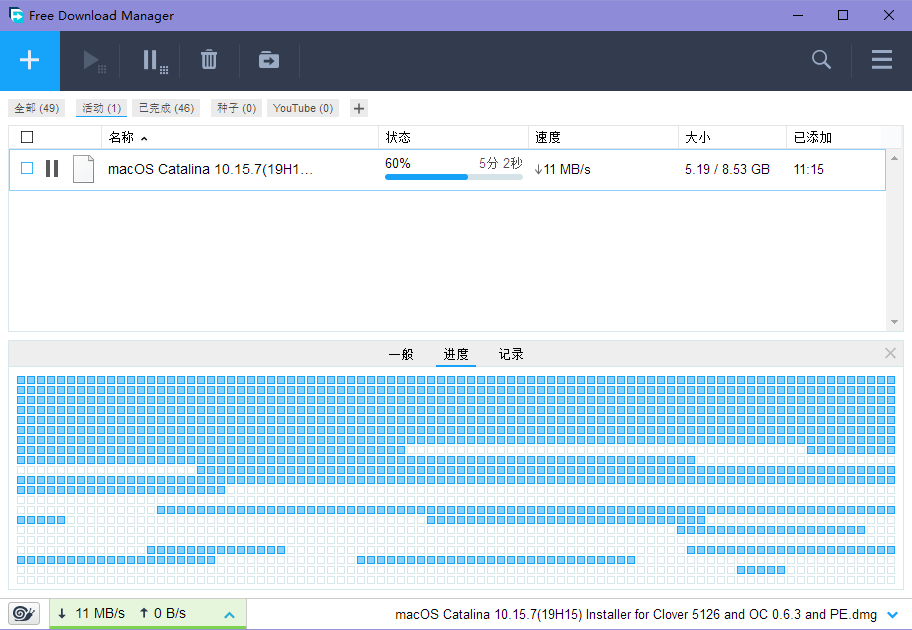 Free Download Manager
全部 (49) 活动 (1) 已完成 (46) 种子 (0) YouTube (0) +
名称 状态 速度 大小 已添加
macOS Catalina 10.15.7(19H1... 60% 5分 2秒 ↓11 MB/s 5.19 / 8.53 GB 11:15
一般 进度 记录
↓ 11 MB/s ↑ 0 B/s macOS Catalina 10.15.7(19H15) Installer for Clover 5126 and OC 0.6.3 and PE.dmg